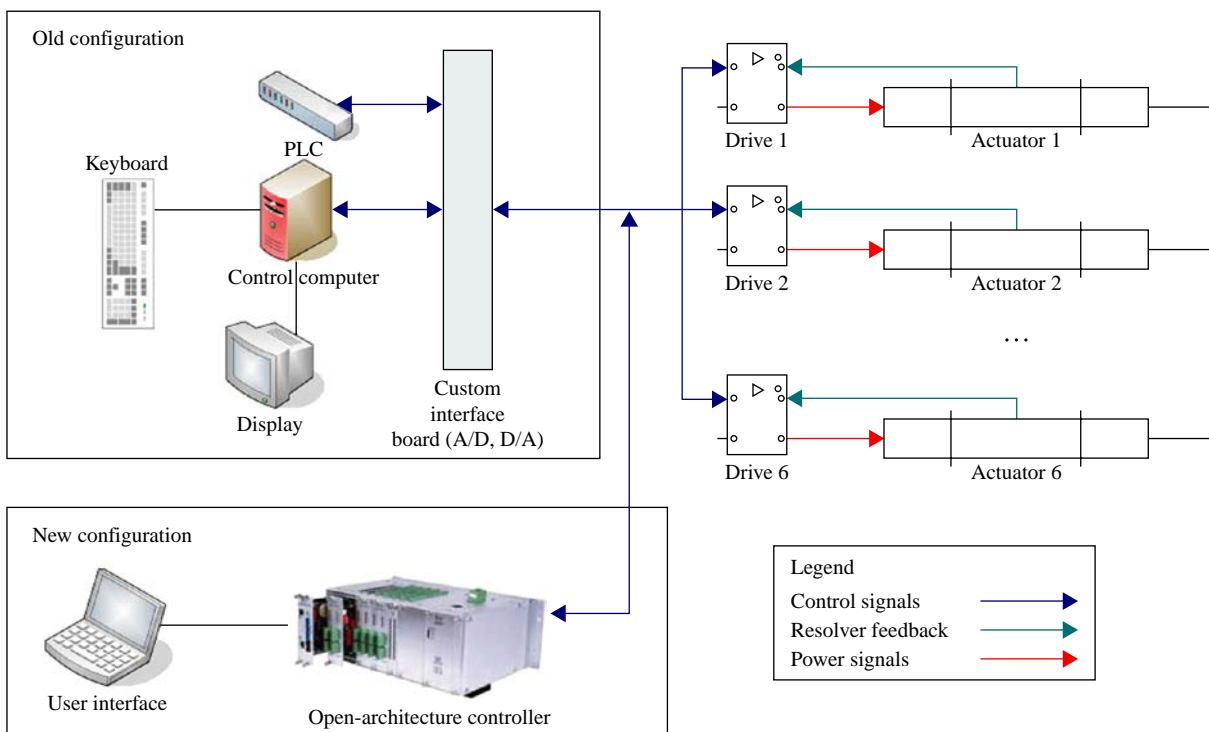 Old configuration
PLC
Keyboard
Control computer
Display
Custom
interface
board (A/D, D/A)
Drive 1
Actuator 1
Drive 2
Actuator 2
...
Drive 6
Actuator 6
New configuration
User interface
Open-architecture controller
Legend
Control signals
Resolver feedback
Power signals